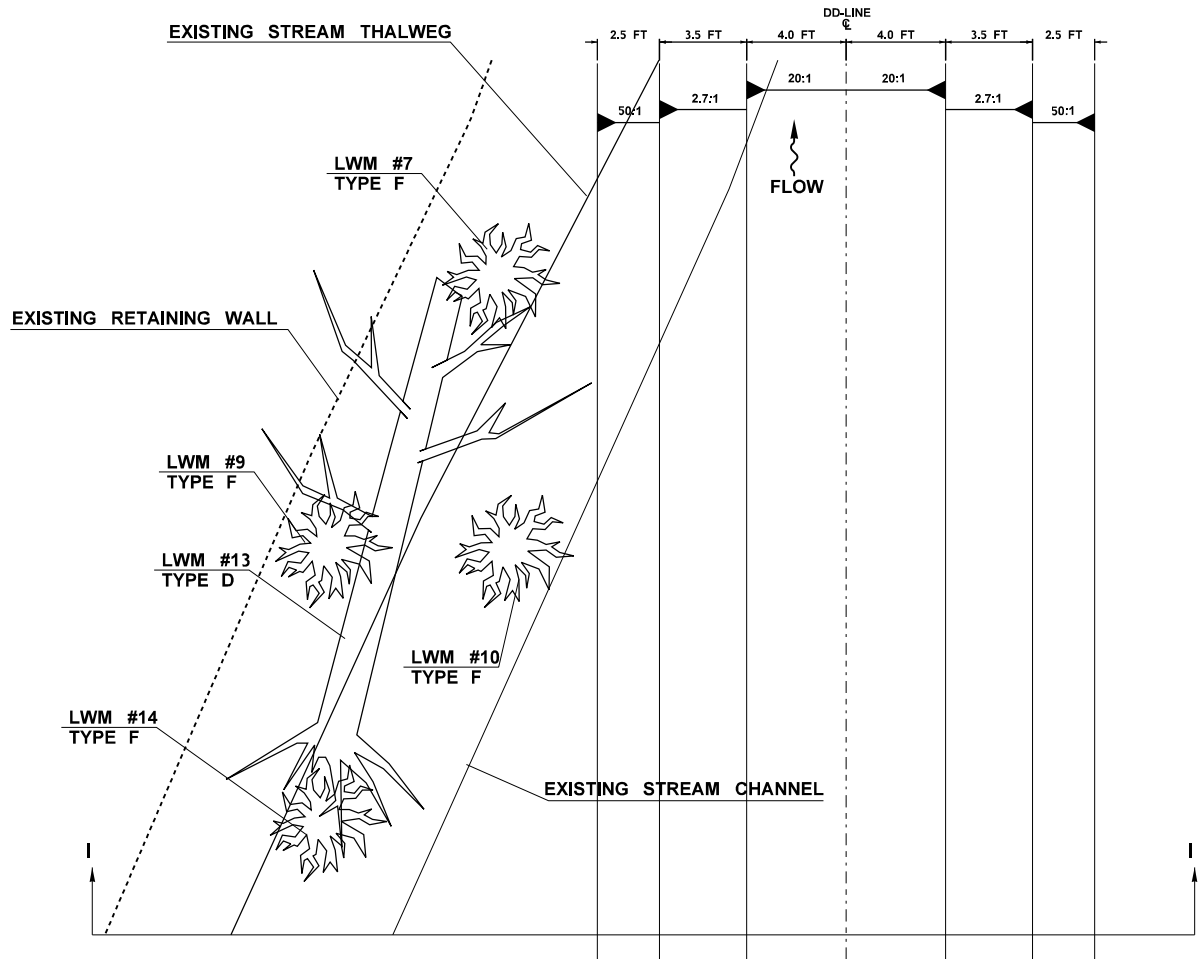 DD-LINE
℄
EXISTING STREAM THALWEG
2.5 FT 3.5 FT 4.0 FT 4.0 FT 3.5 FT 2.5 FT
20:1 20:1
2.7:1 2.7:1
50:1 50:1
FLOW
LWM #7
TYPE F
EXISTING RETAINING WALL
LWM #9
TYPE F
LWM #13
TYPE D
LWM #10
TYPE F
LWM #14
TYPE F
EXISTING STREAM CHANNEL
I I